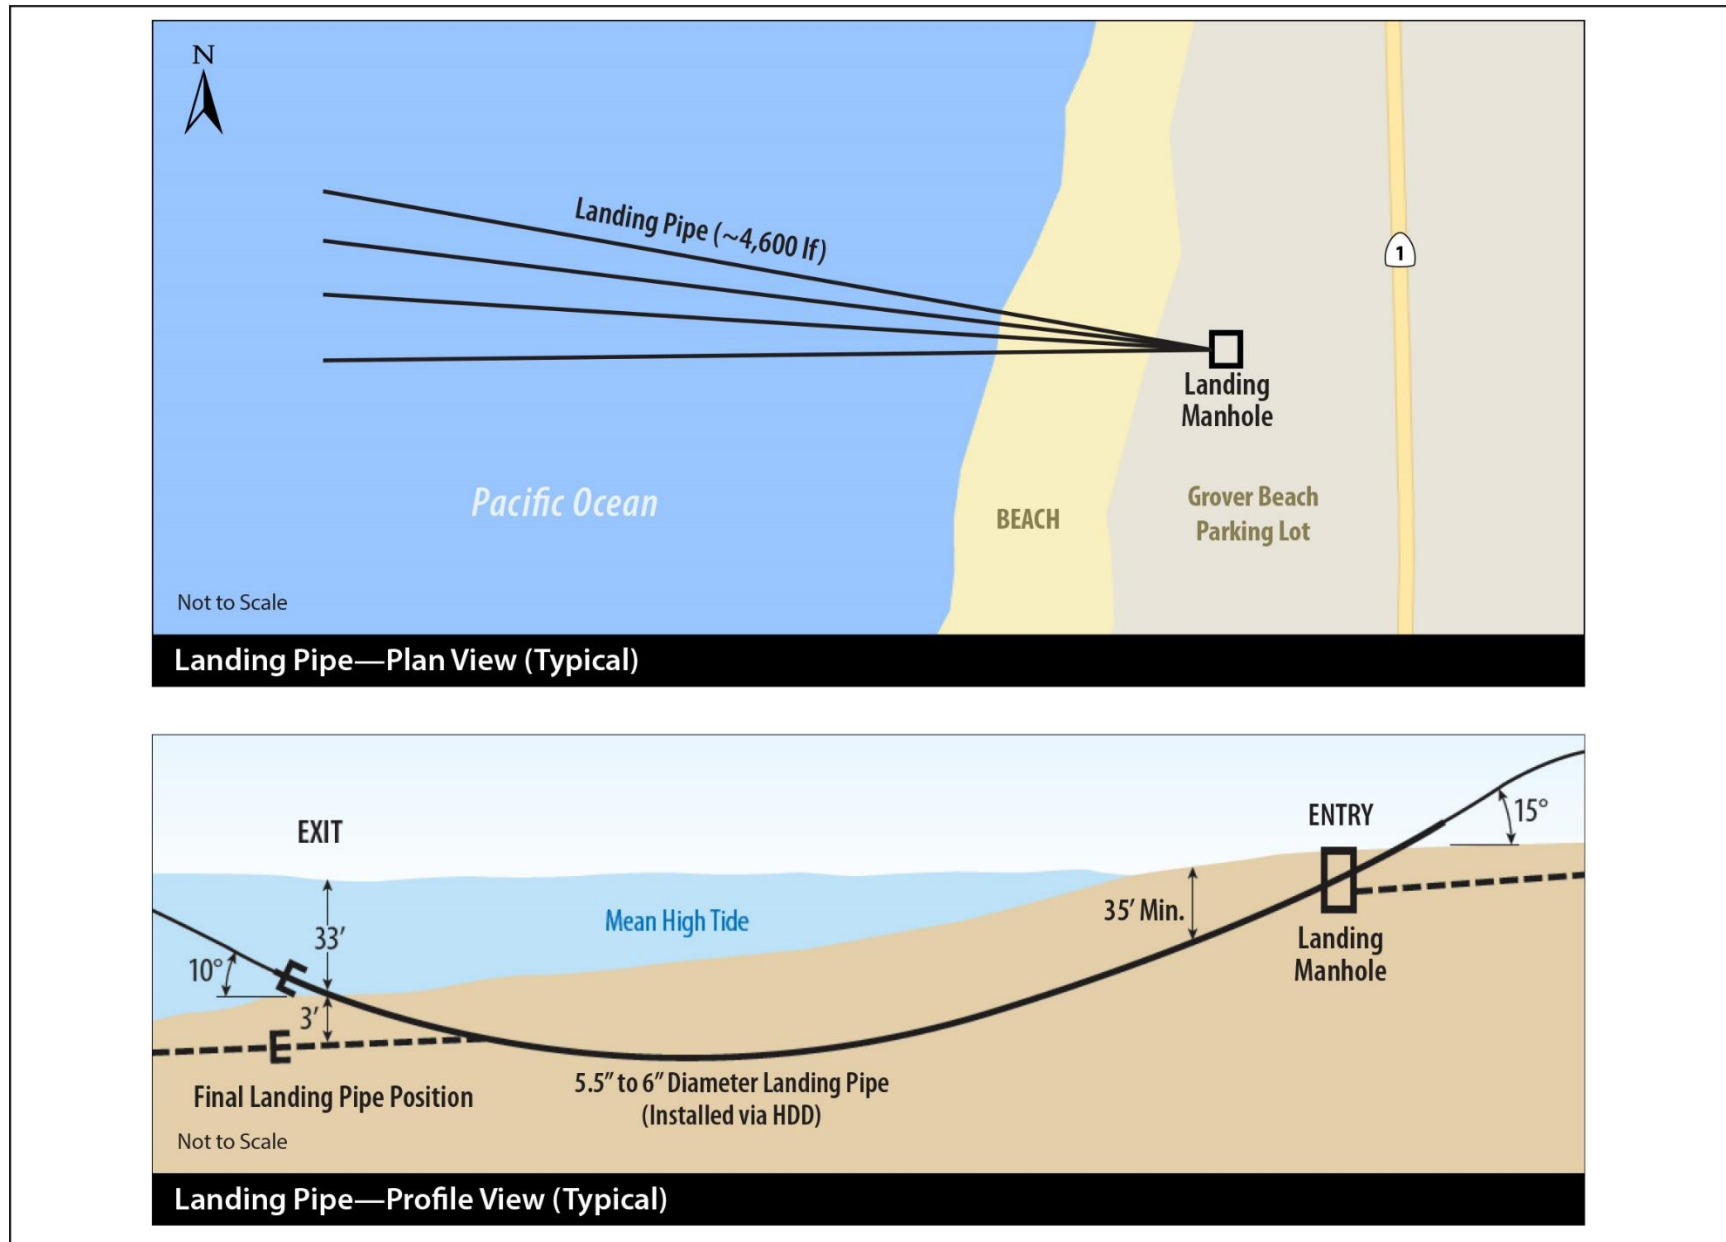 N
Landing Pipe (~4,600 lf)
1
Landing
Manhole
Pacific Ocean
BEACH
Grover Beach
Parking Lot
Not to Scale
Landing Pipe—Plan View (Typical)
EXIT
ENTRY
15°
33’
Mean High Tide
35’ Min.
10°
Landing
Manhole
3’
Final Landing Pipe Position
5.5” to 6” Diameter Landing Pipe
(Installed via HDD)
Not to Scale
Landing Pipe—Profile View (Typical)